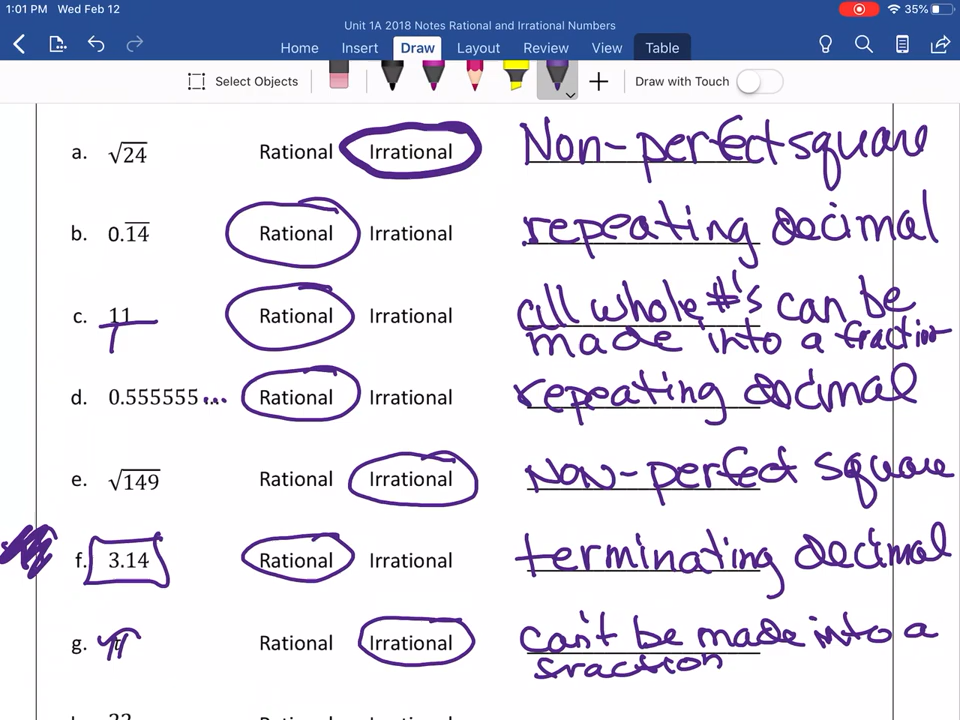 1:01 PM Wed Feb 12
35%
Unit 1A 2018 Notes Rational and Irrational Numbers
Home Insert Draw Layout Review View Table
Select Objects Draw with Touch
a. √24 Rational Irrational Non-perfect square
b. 0.1̅4̅ Rational Irrational repeating decimal
c. 11 Rational Irrational all whole #'s can be
made into a fraction
d. 0.555555... Rational Irrational repeating decimal
e. √149 Rational Irrational Non-perfect square
f. 3.14 Rational Irrational terminating decimal
g. π Rational Irrational can't be made into a
fraction